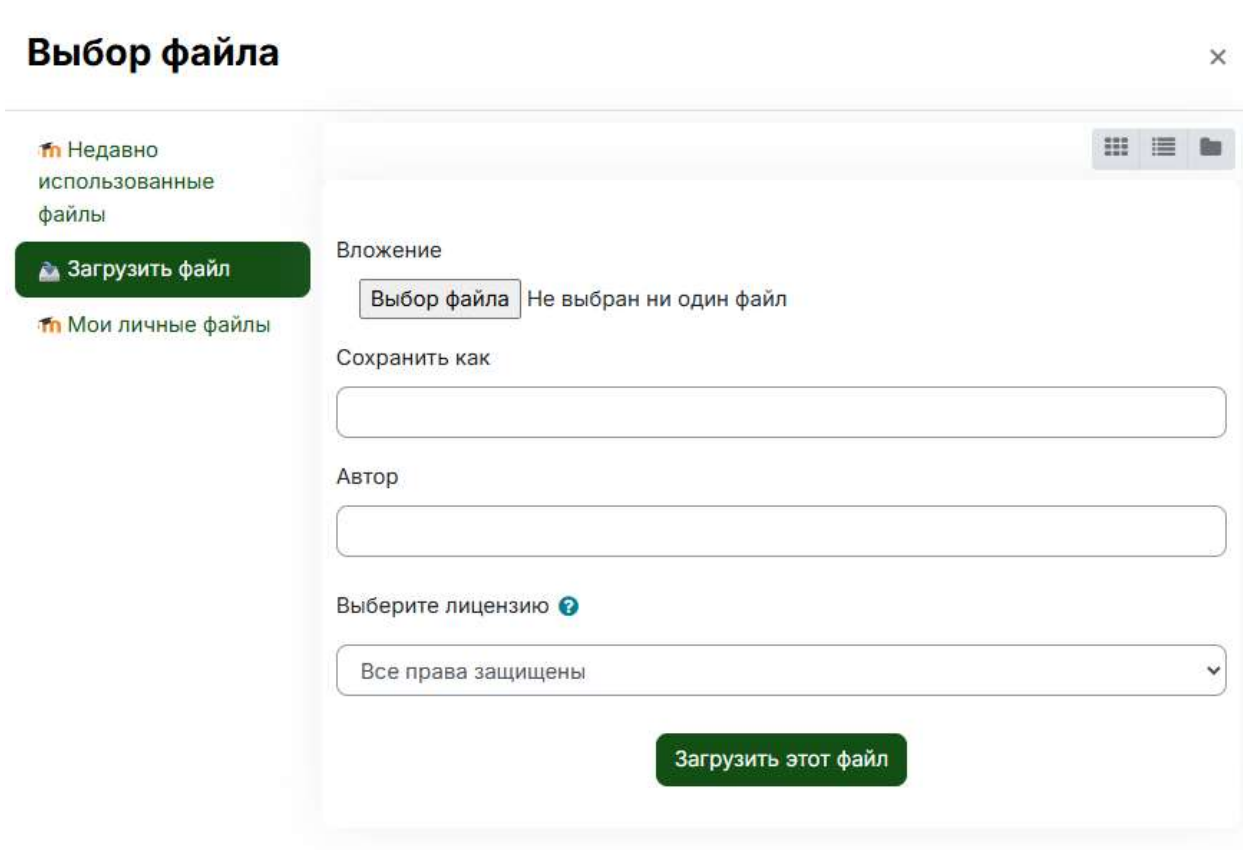 Выбор файла
×
Недавно
использованные
файлы
Загрузить файл
Мои личные файлы
Вложение
Выбор файла Не выбран ни один файл
Сохранить как
Автор
Выберите лицензию ?
Все права защищены
Загрузить этот файл